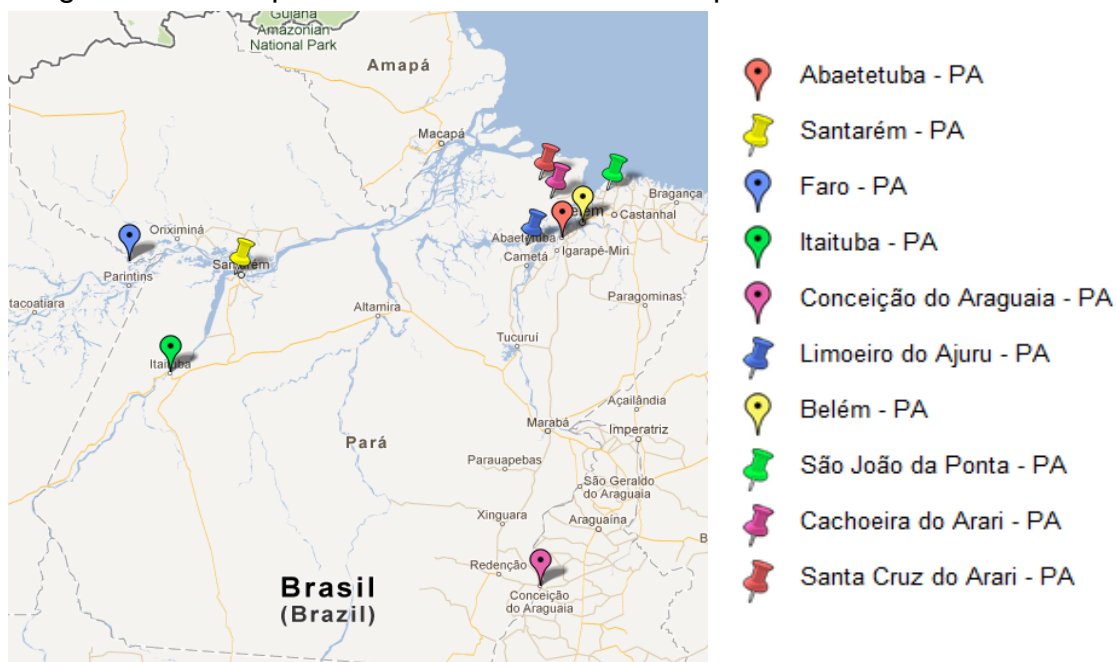 Guiana
Amazonian
National Park
Amapá
Macapá
Bragança
Castanhal
Abaetetuba
Igarapé-Miri
Cametá
Oriximiná
Parintins
Santarém
tacoatiara
Paragominas
Altamira
Tucuruí
Itaituba
Açailândia
Marabá
Imperatriz
Pará
Parauapebas
São Geraldo
do Araguaia
Xinguara
Araguaína
B
Redenção
Conceição
do Araguaia
Brasil
(Brazil)
Abaetetuba - PA
Santarém - PA
Faro - PA
Itaituba - PA
Conceição do Araguaia - PA
Limoeiro do Ajuru - PA
Belém - PA
São João da Ponta - PA
Cachoeira do Arari - PA
Santa Cruz do Arari - PA